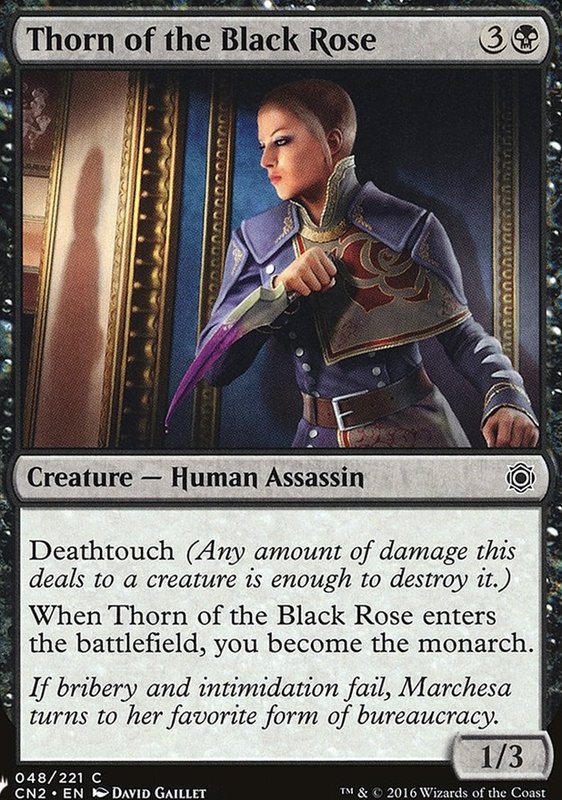 Thorn of the Black Rose 3
Creature — Human Assassin
Deathtouch (Any amount of damage this
deals to a creature is enough to destroy it.)
When Thorn of the Black Rose enters
the battlefield, you become the monarch.
If bribery and intimidation fail, Marchesa
turns to her favorite form of bureaucracy.
1/3
048/221 C
CN2 • EN DAVID GAILLET
™ & © 2016 Wizards of the Coast